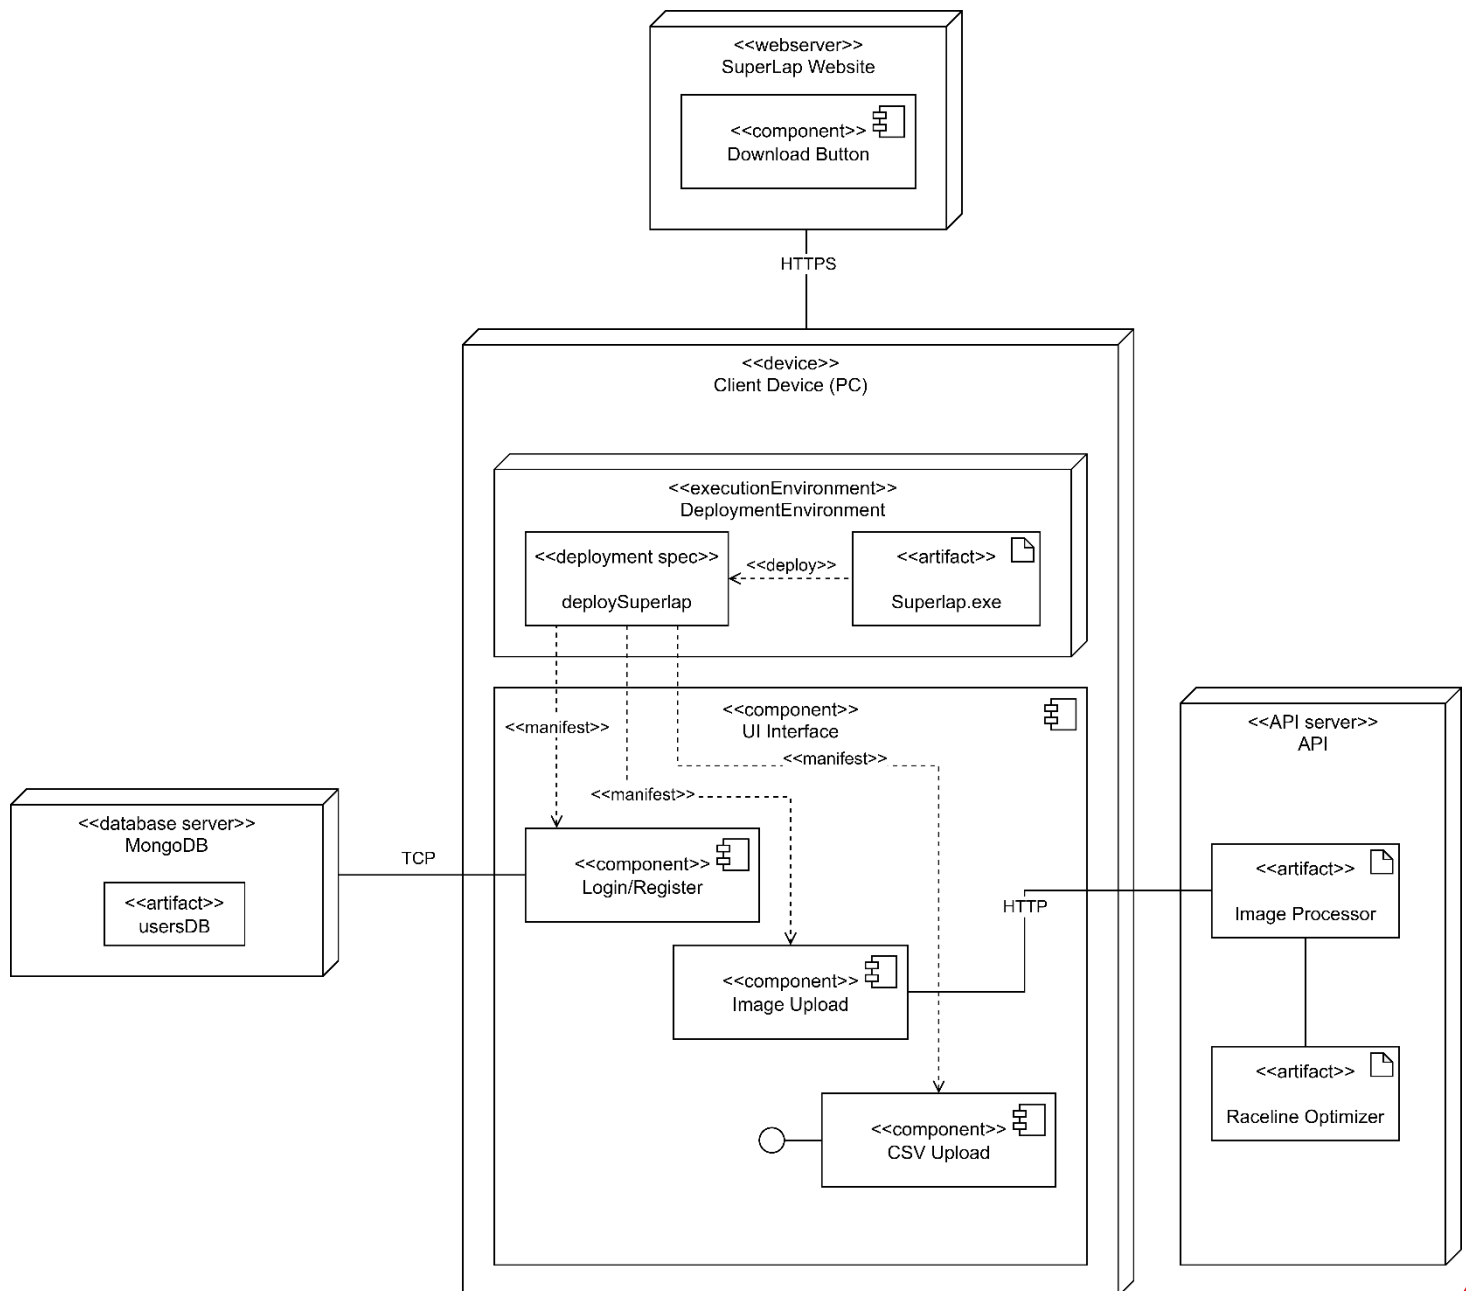 <<webserver>>
SuperLap Website
<<component>>
Download Button
HTTPS
<<device>>
Client Device (PC)
<<executionEnvironment>>
DeploymentEnvironment
<<deployment spec>>
deploySuperlap
<<deploy>>
<<artifact>>
Superlap.exe
<<component>>
UI Interface
<<manifest>>
<<manifest>>
<<manifest>>
<<database server>>
MongoDB
<<artifact>>
usersDB
TCP
<<component>>
Login/Register
<<component>>
Image Upload
HTTP
<<component>>
CSV Upload
<<API server>>
API
<<artifact>>
Image Processor
<<artifact>>
Raceline Optimizer